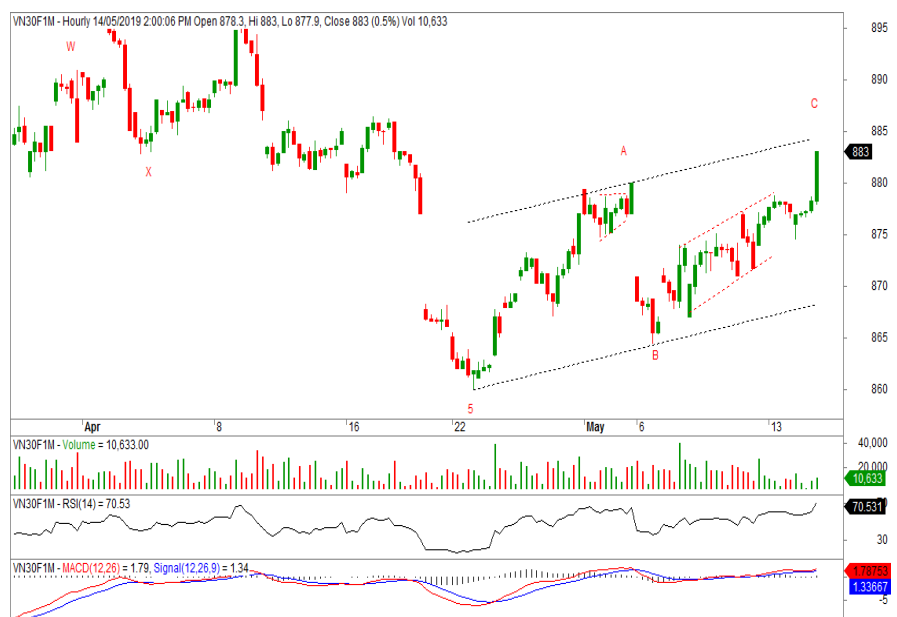 VN30F1M - Hourly 14/05/2019 2:00:06 PM Open 878.3, Hi 883, Lo 877.9, Close 883 (0.5%) Vol 10,633
895
W
890
C
885
A
883
X
880
875
870
865
B
860
5
Apr 8 16 22 May 6 13
VN30F1M - Volume = 10,633.00
40,000
20,000
10,633
VN30F1M - RSI(14) = 70.53
70.531
30
VN30F1M - MACD(12,26) = 1.79, Signal(12,26,9) = 1.34
1.78753
1.33667
-5